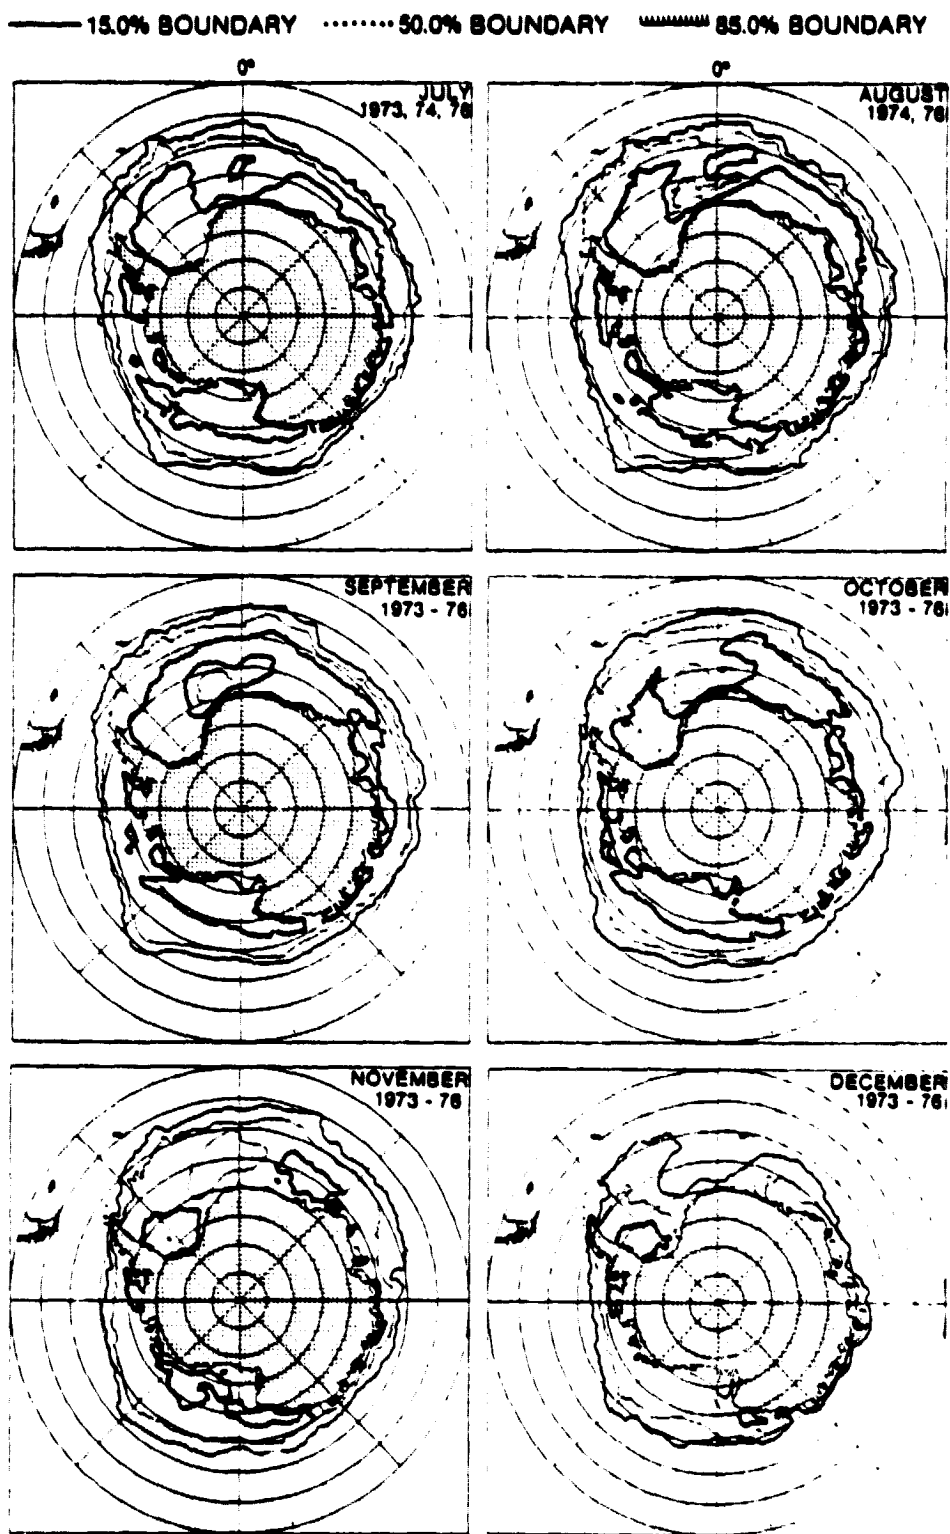 15.0% BOUNDARY 50.0% BOUNDARY 85.0% BOUNDARY
0° 0°
JULY
1973, 74, 76
AUGUST
1974, 76
SEPTEMBER
1973 - 76
OCTOBER
1973 - 76
NOVEMBER
1973 - 76
DECEMBER
1973 - 76